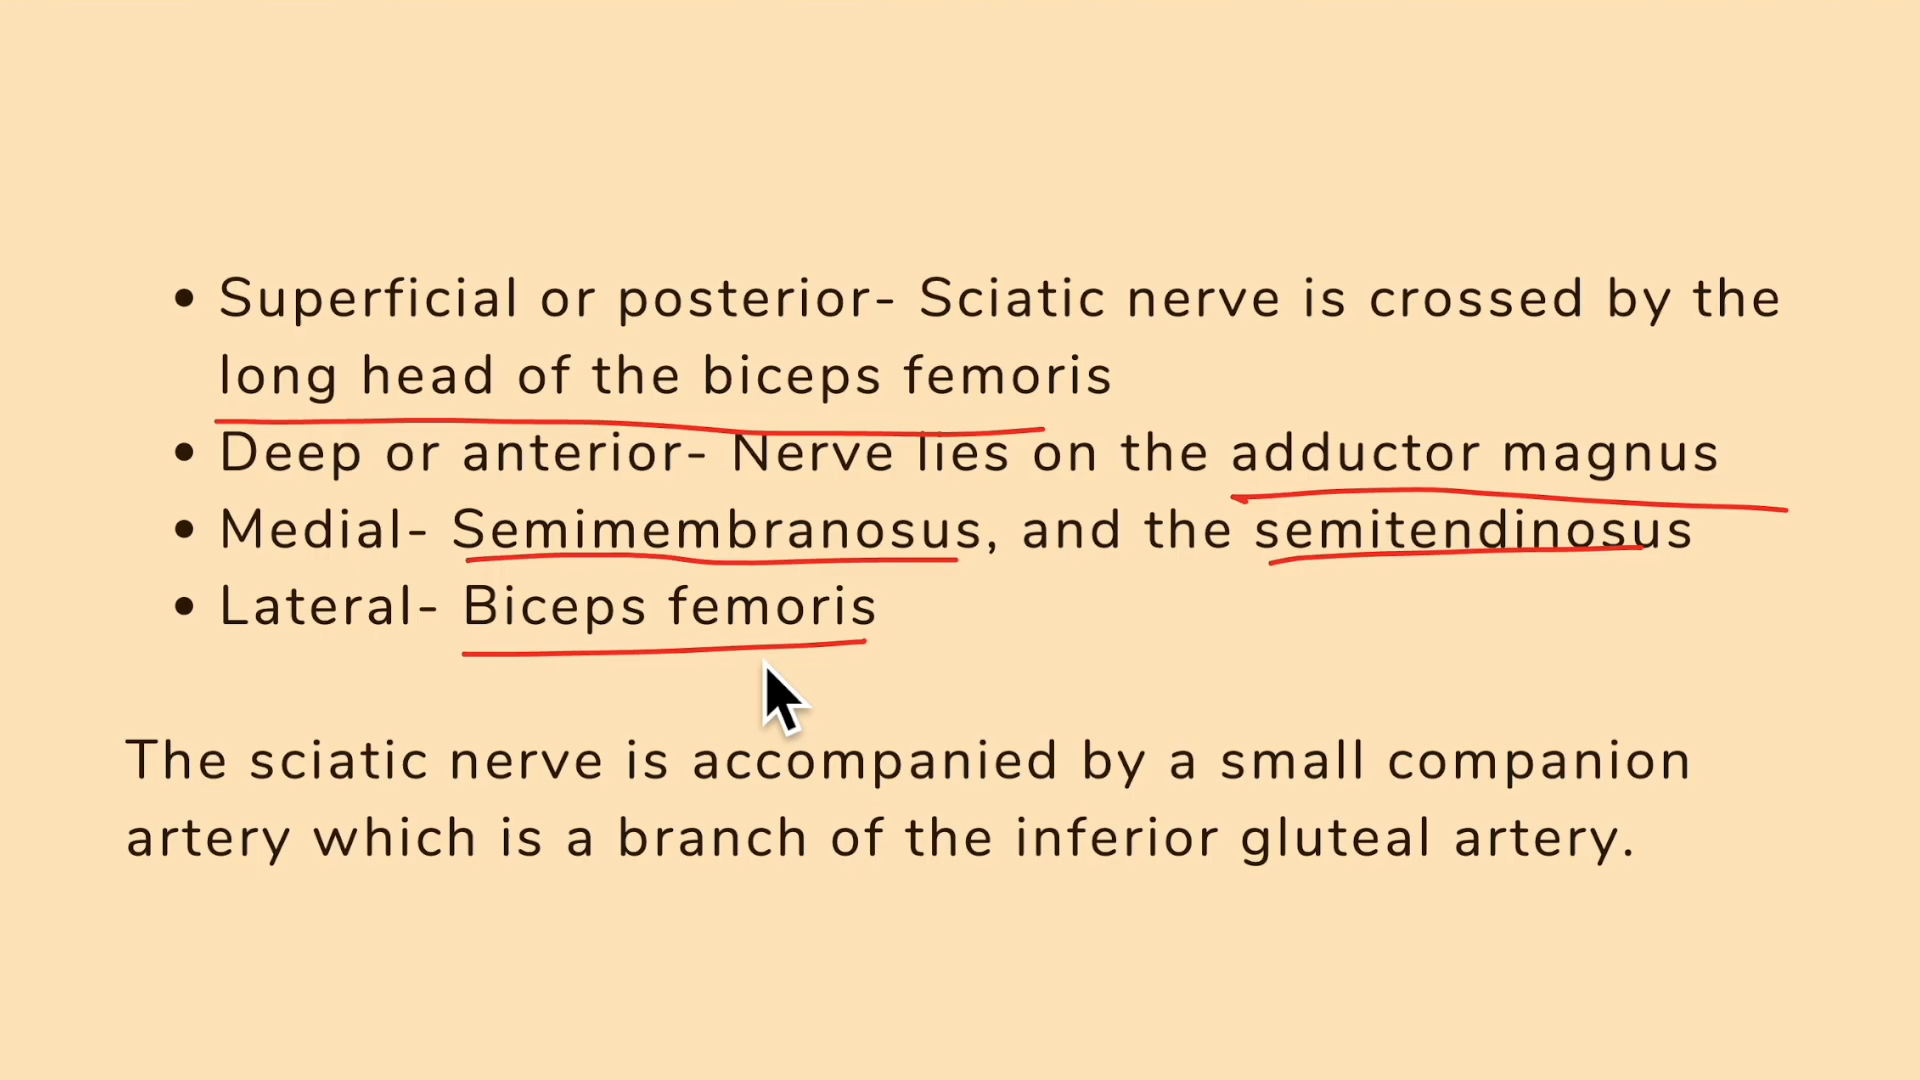 • Superficial or posterior- Sciatic nerve is crossed by the
long head of the biceps femoris
• Deep or anterior- Nerve lies on the adductor magnus
• Medial- Semimembranosus, and the semitendinosus
• Lateral- Biceps femoris
The sciatic nerve is accompanied by a small companion
artery which is a branch of the inferior gluteal artery.